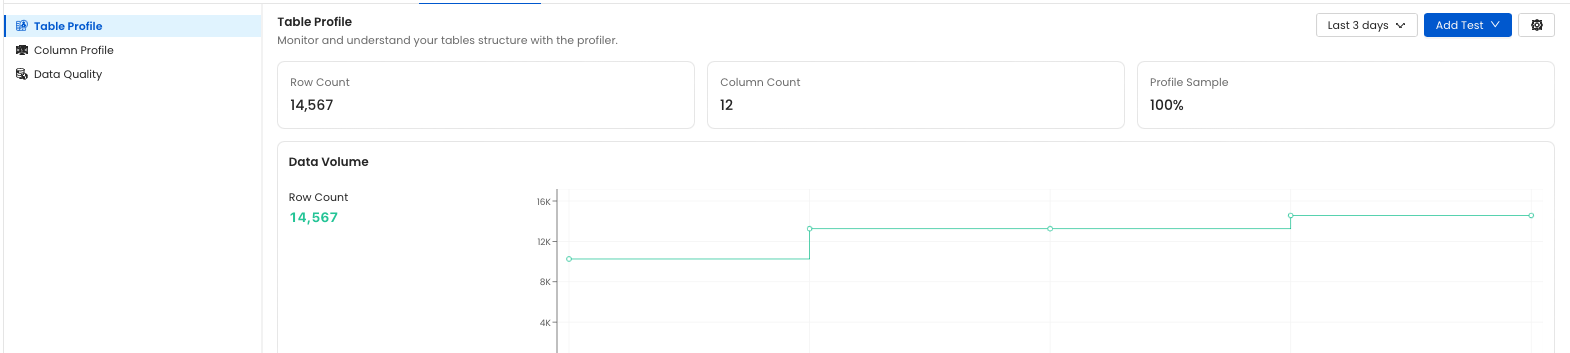 Table Profile
Column Profile
Data Quality
Table Profile
Monitor and understand your tables structure with the profiler.
Last 3 days
Add Test
Row Count
14,567
Column Count
12
Profile Sample
100%
Data Volume
Row Count
14,567
16K
12K
8K
4K